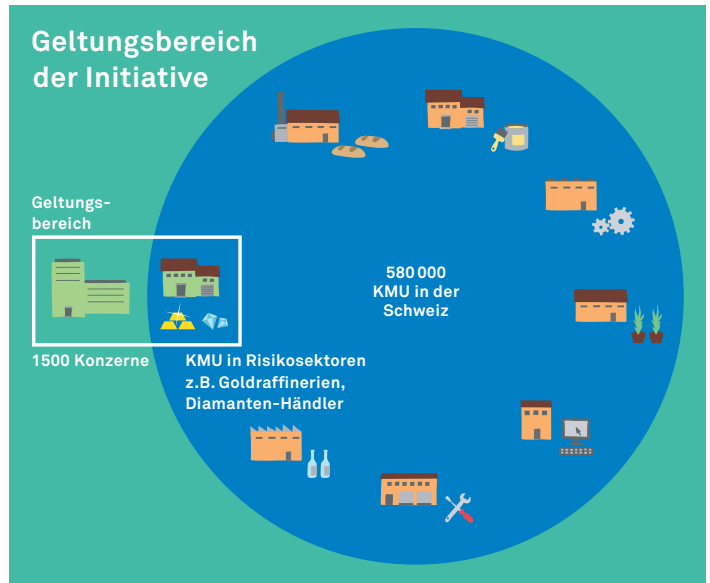 Geltungsbereich
der Initiative
Geltungs-
bereich
580 000
KMU in der
Schweiz
1500 Konzerne
KMU in Risikosektoren
z.B. Goldraffinerien,
Diamanten-Händler